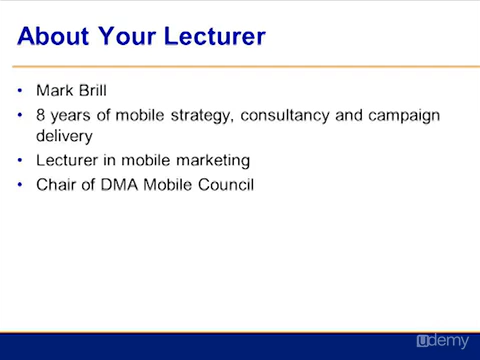 About Your Lecturer
• Mark Brill
• 8 years of mobile strategy, consultancy and campaign
delivery
• Lecturer in mobile marketing
• Chair of DMA Mobile Council
udemy